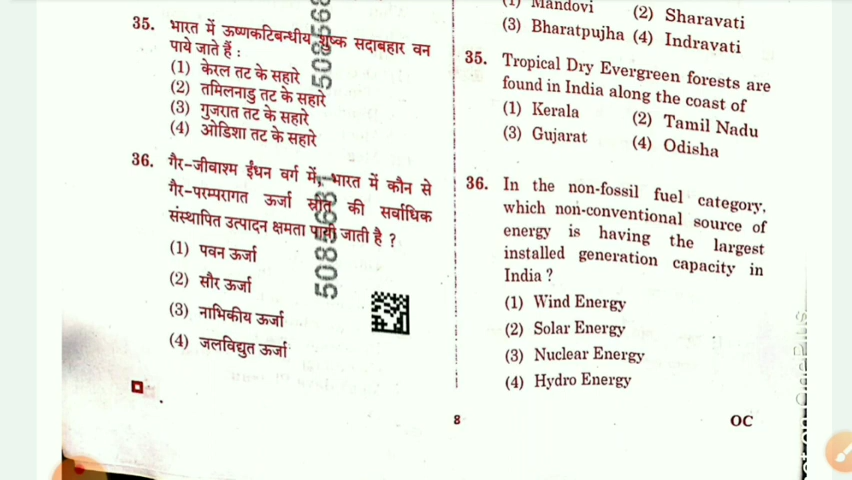 35. भारत में ऊष्णकटिबन्धीय शुष्क सदाबहार वन
पाये जाते हैं :
(1) केरल तट के सहारे
(2) तमिलनाडु तट के सहारे
(3) गुजरात तट के सहारे
(4) ओडिशा तट के सहारे
36. गैर-जीवाश्म ईंधन वर्ग में, भारत में कौन से
गैर-परम्परागत ऊर्जा स्रोत की सर्वाधिक
संस्थापित उत्पादन क्षमता पायी जाती है ?
(1) पवन ऊर्जा
(2) सौर ऊर्जा
(3) नाभिकीय ऊर्जा
(4) जलविद्युत ऊर्जा
508568
5085681
(1) Mandovi (2) Sharavati
(3) Bharatpujha (4) Indravati
35. Tropical Dry Evergreen forests are
found in India along the coast of
(1) Kerala (2) Tamil Nadu
(3) Gujarat (4) Odisha
36. In the non-fossil fuel category,
which non-conventional source of
energy is having the largest
installed generation capacity in
India ?
(1) Wind Energy
(2) Solar Energy
(3) Nuclear Energy
(4) Hydro Energy
8
OC
on OnePlus